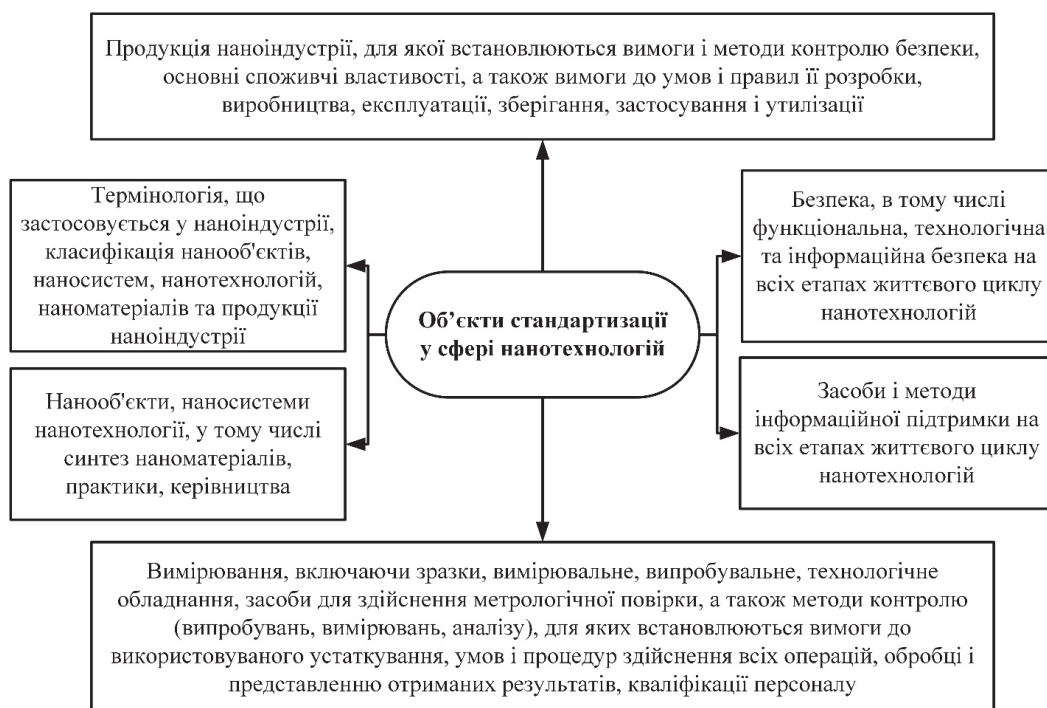 Продукція наноіндустрії, для якої встановлюються вимоги і методи контролю безпеки,
основні споживчі властивості, а також вимоги до умов і правил її розробки,
виробництва, експлуатації, зберігання, застосування і утилізації
Термінологія, що
застосовується у наноіндустрії,
класифікація нанооб'єктів,
наносистем, нанотехнологій,
наноматеріалів та продукції
наноіндустрії
Безпека, в тому числі
функціональна, технологічна
та інформаційна безпека на
всіх етапах життєвого циклу
нанотехнологій
Об’єкти стандартизації
у сфері нанотехнологій
Нанооб'єкти, наносистеми
нанотехнології, у тому числі
синтез наноматеріалів,
практики, керівництва
Засоби і методи
інформаційної підтримки на
всіх етапах життєвого циклу
нанотехнологій
Вимірювання, включаючи зразки, вимірювальне, випробувальне, технологічне
обладнання, засоби для здійснення метрологічної повірки, а також методи контролю
(випробувань, вимірювань, аналізу), для яких встановлюються вимоги до
використовуваного устаткування, умов і процедур здійснення всіх операцій, обробці і
представленню отриманих результатів, кваліфікації персоналу